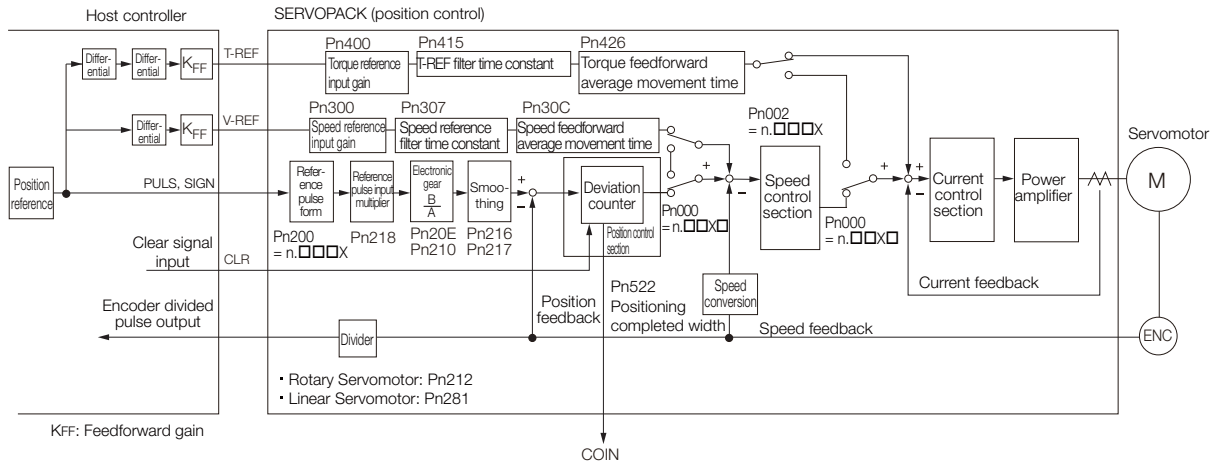 Host controller
SERVOPACK (position control)
Differ-
ential
Differ-
ential
KFF
T-REF
Pn400
Torque reference
input gain
Pn415
T-REF filter time constant
Pn426
Torque feedforward
average movement time
Differ-
ential
KFF
V-REF
Pn300
Speed reference
input gain
Pn307
Speed reference
filter time constant
Pn30C
Speed feedforward
average movement time
Pn002
= n.□□□X
Servomotor
M
Position
reference
PULS, SIGN
Refer-
ence
pulse
form
Pn200
= n.□□□X
Reference
pulse input
multiplier
Pn218
Electronic
gear
B
A
Pn20E
Pn210
Smoo-
thing
Pn216
Pn217
+
−
Deviation
counter
Position control
section
Pn000
= n.□□X□
+
+
−
Speed
control
section
Pn000
= n.□□X□
+
+
−
Current
control
section
Power
amplifier
Current feedback
Clear signal
input
CLR
Encoder divided
pulse output
Divider
Position
feedback
Pn522
Positioning
completed width
Speed
conversion
Speed feedback
ENC
• Rotary Servomotor: Pn212
• Linear Servomotor: Pn281
KFF: Feedforward gain
COIN